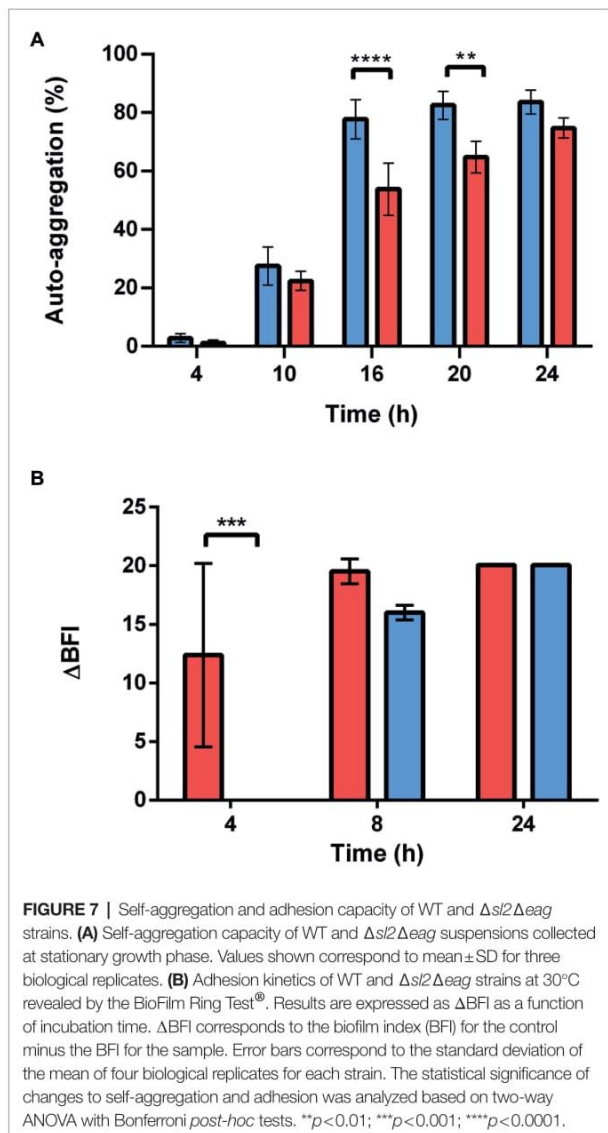 A
Auto-aggregation (%)
100
80
60
40
20
0
****
**
4 10 16 20 24
Time (h)
B
ΔBFI
25
20
15
10
5
0
***
4 8 24
Time (h)
FIGURE 7 | Self-aggregation and adhesion capacity of WT and Δsl2Δeag
strains. (A) Self-aggregation capacity of WT and Δsl2Δeag suspensions collected
at stationary growth phase. Values shown correspond to mean±SD for three
biological replicates. (B) Adhesion kinetics of WT and Δsl2Δeag strains at 30°C
revealed by the BioFilm Ring Test®. Results are expressed as ΔBFI as a function
of incubation time. ΔBFI corresponds to the biofilm index (BFI) for the control
minus the BFI for the sample. Error bars correspond to the standard deviation of
the mean of four biological replicates for each strain. The statistical significance of
changes to self-aggregation and adhesion was analyzed based on two-way
ANOVA with Bonferroni post-hoc tests. **p<0.01; ***p<0.001; ****p<0.0001.